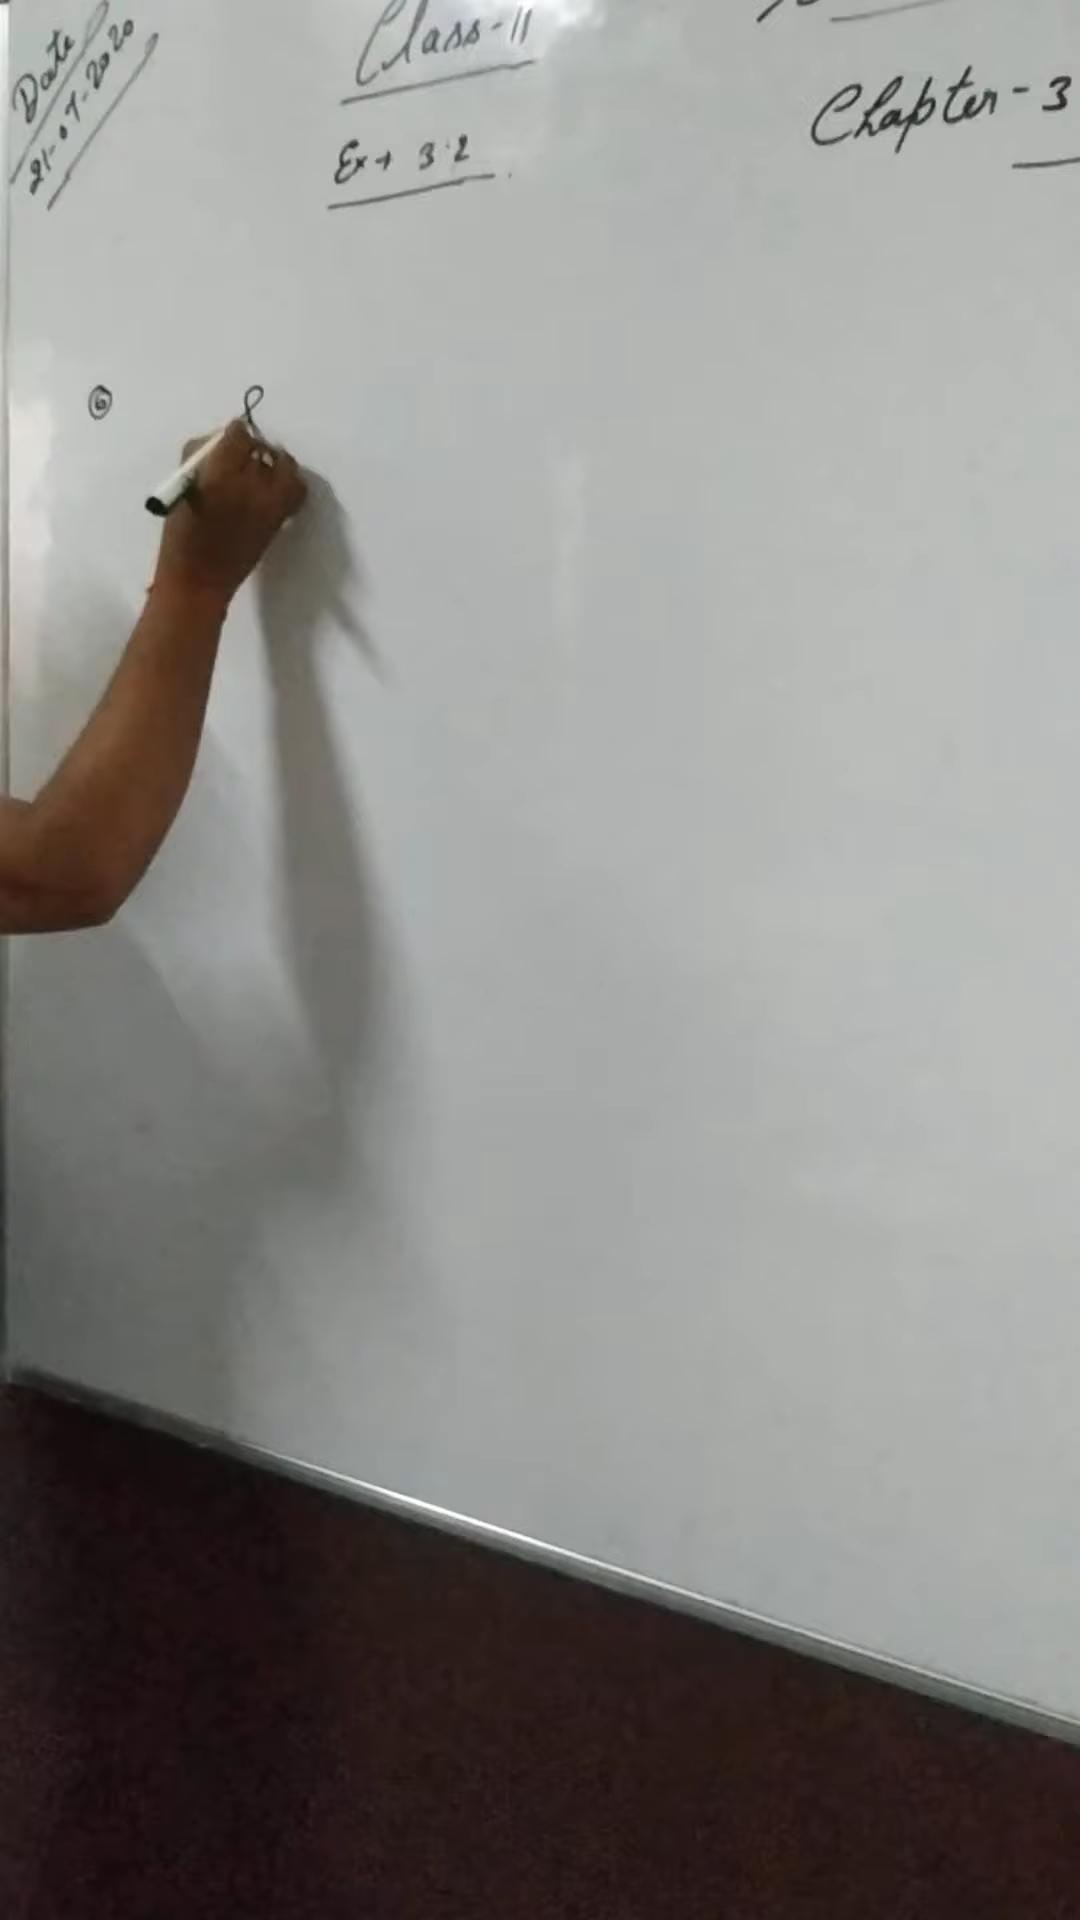 Date
21-07-2020
Class-11
Ex → 3.2
Chapter-3
6